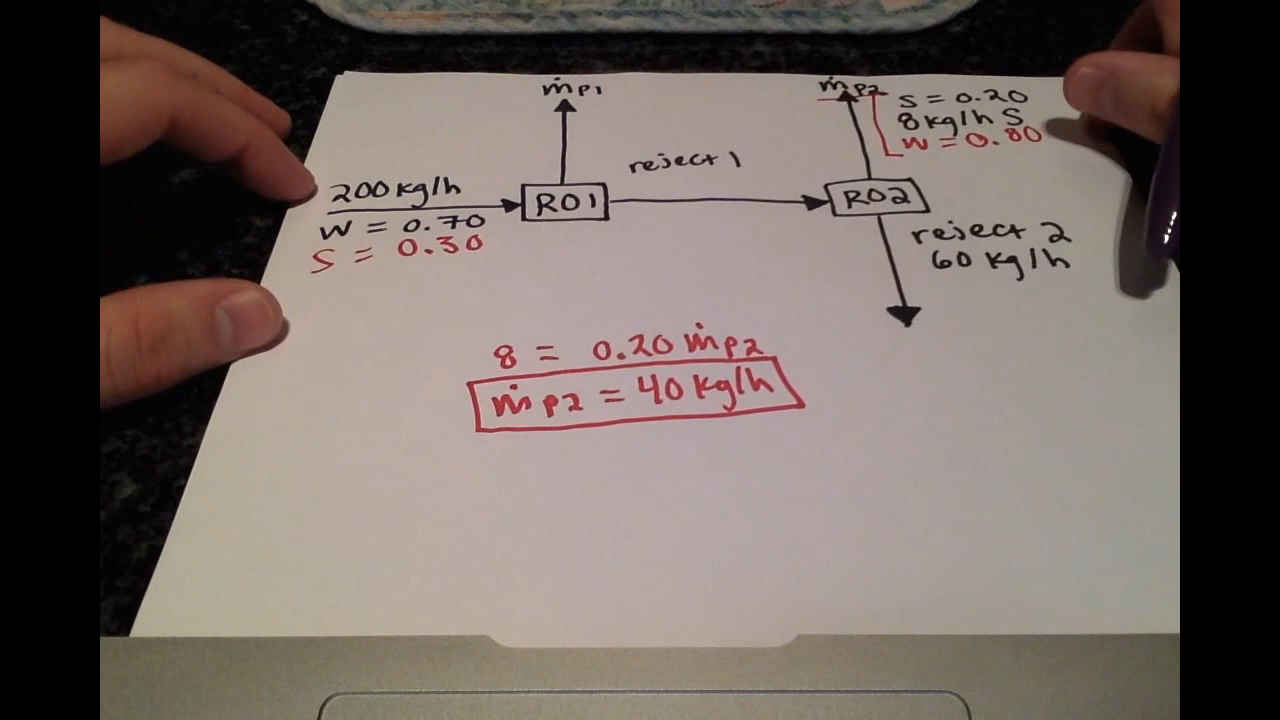 ṁp1
ṁp2
S = 0.20
8 kg/h S
W = 0.80
reject 1
200 kg/h
W = 0.70
S = 0.30
RO1
RO2
reject 2
60 kg/h
8 = 0.20 ṁp2
ṁp2 = 40 kg/h